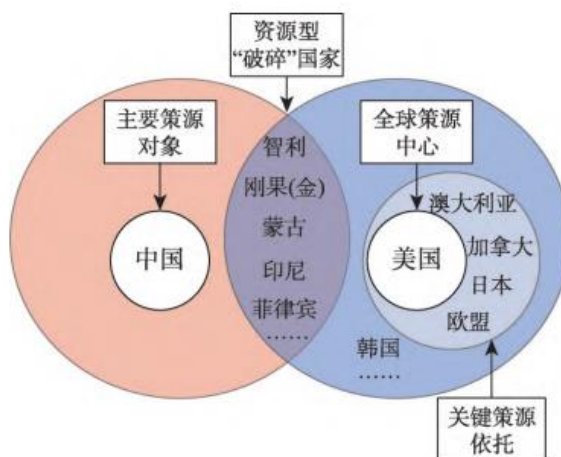 资源型
“破碎”国家
主要策源
对象
全球策源
中心
智利
刚果(金)
蒙古
印尼
菲律宾
……
中国
美国
澳大利亚
加拿大
日本
欧盟
韩国
……
关键策源
依托